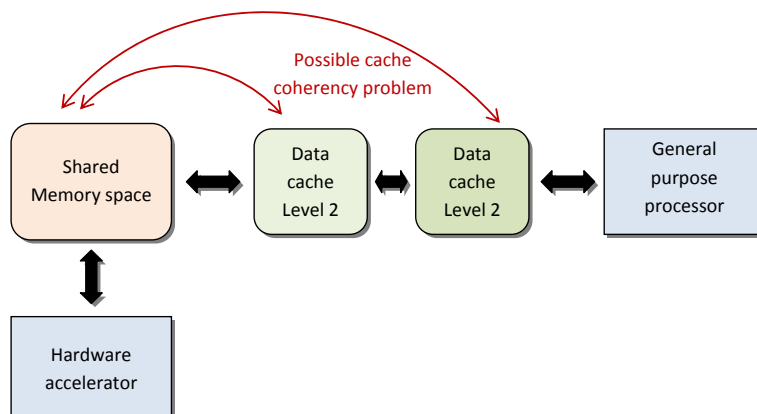 Possible cache
coherency problem
Shared
Memory space
Data
cache
Level 2
Data
cache
Level 2
General
purpose
processor
Hardware
accelerator